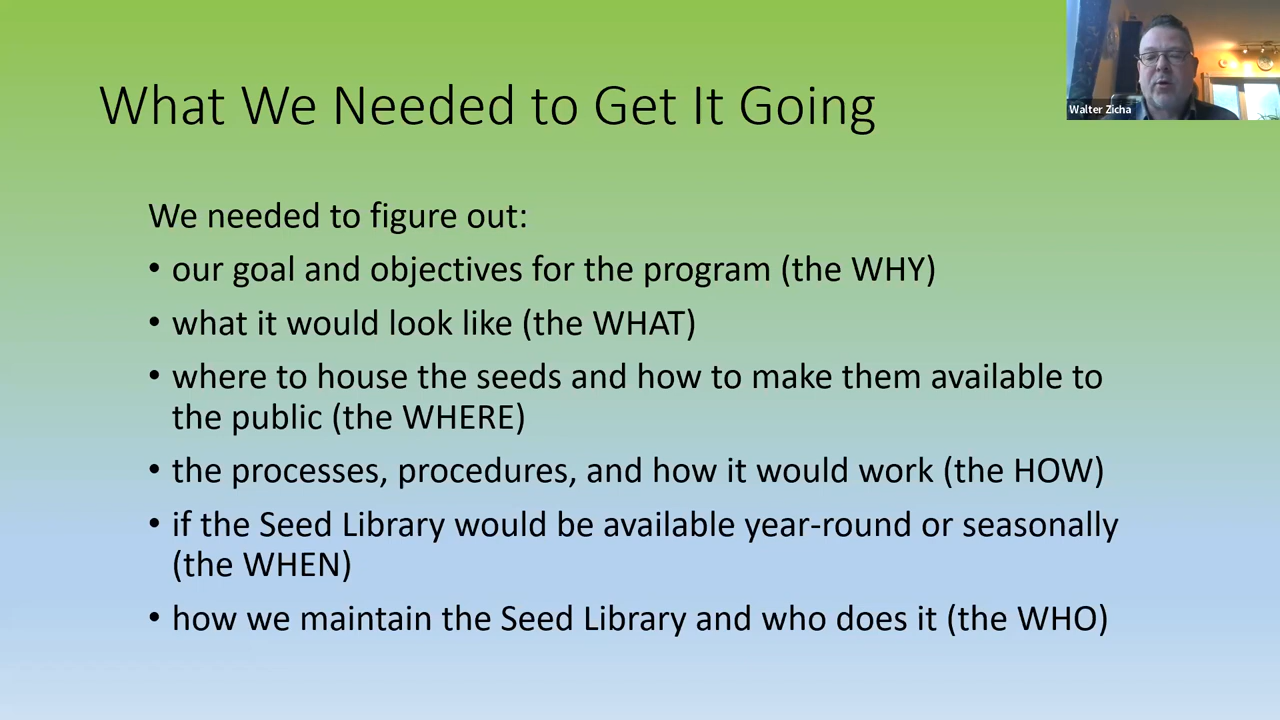 What We Needed to Get It Going
Walter Zicha
We needed to figure out:
• our goal and objectives for the program (the WHY)
• what it would look like (the WHAT)
• where to house the seeds and how to make them available to
the public (the WHERE)
• the processes, procedures, and how it would work (the HOW)
• if the Seed Library would be available year-round or seasonally
(the WHEN)
• how we maintain the Seed Library and who does it (the WHO)